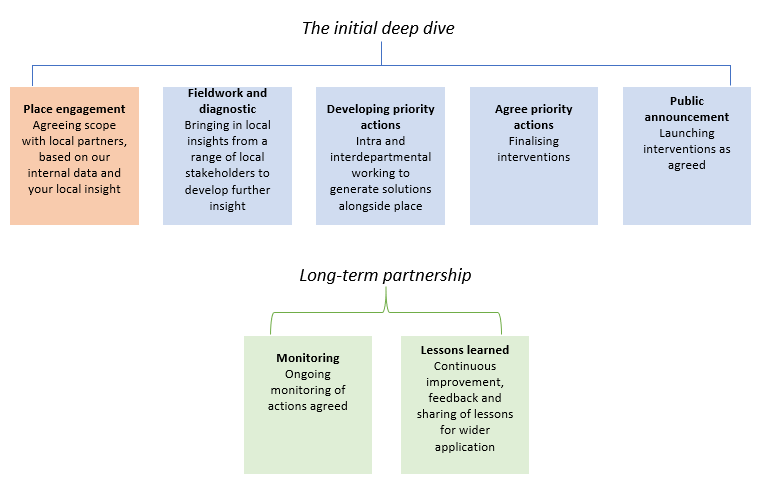 The initial deep dive
Place engagement
Agreeing scope
with local partners,
based on our
internal data and
your local insight
Fieldwork and
diagnostic
Bringing in local
insights from a
range of local
stakeholders to
develop further
insight
Developing priority
actions
Intra and
interdepartmental
working to
generate solutions
alongside place
Agree priority
actions
Finalising
interventions
Public
announcement
Launching
interventions as
agreed
Long-term partnership
Monitoring
Ongoing
monitoring of
actions agreed
Lessons learned
Continuous
improvement,
feedback and
sharing of lessons
for wider
application